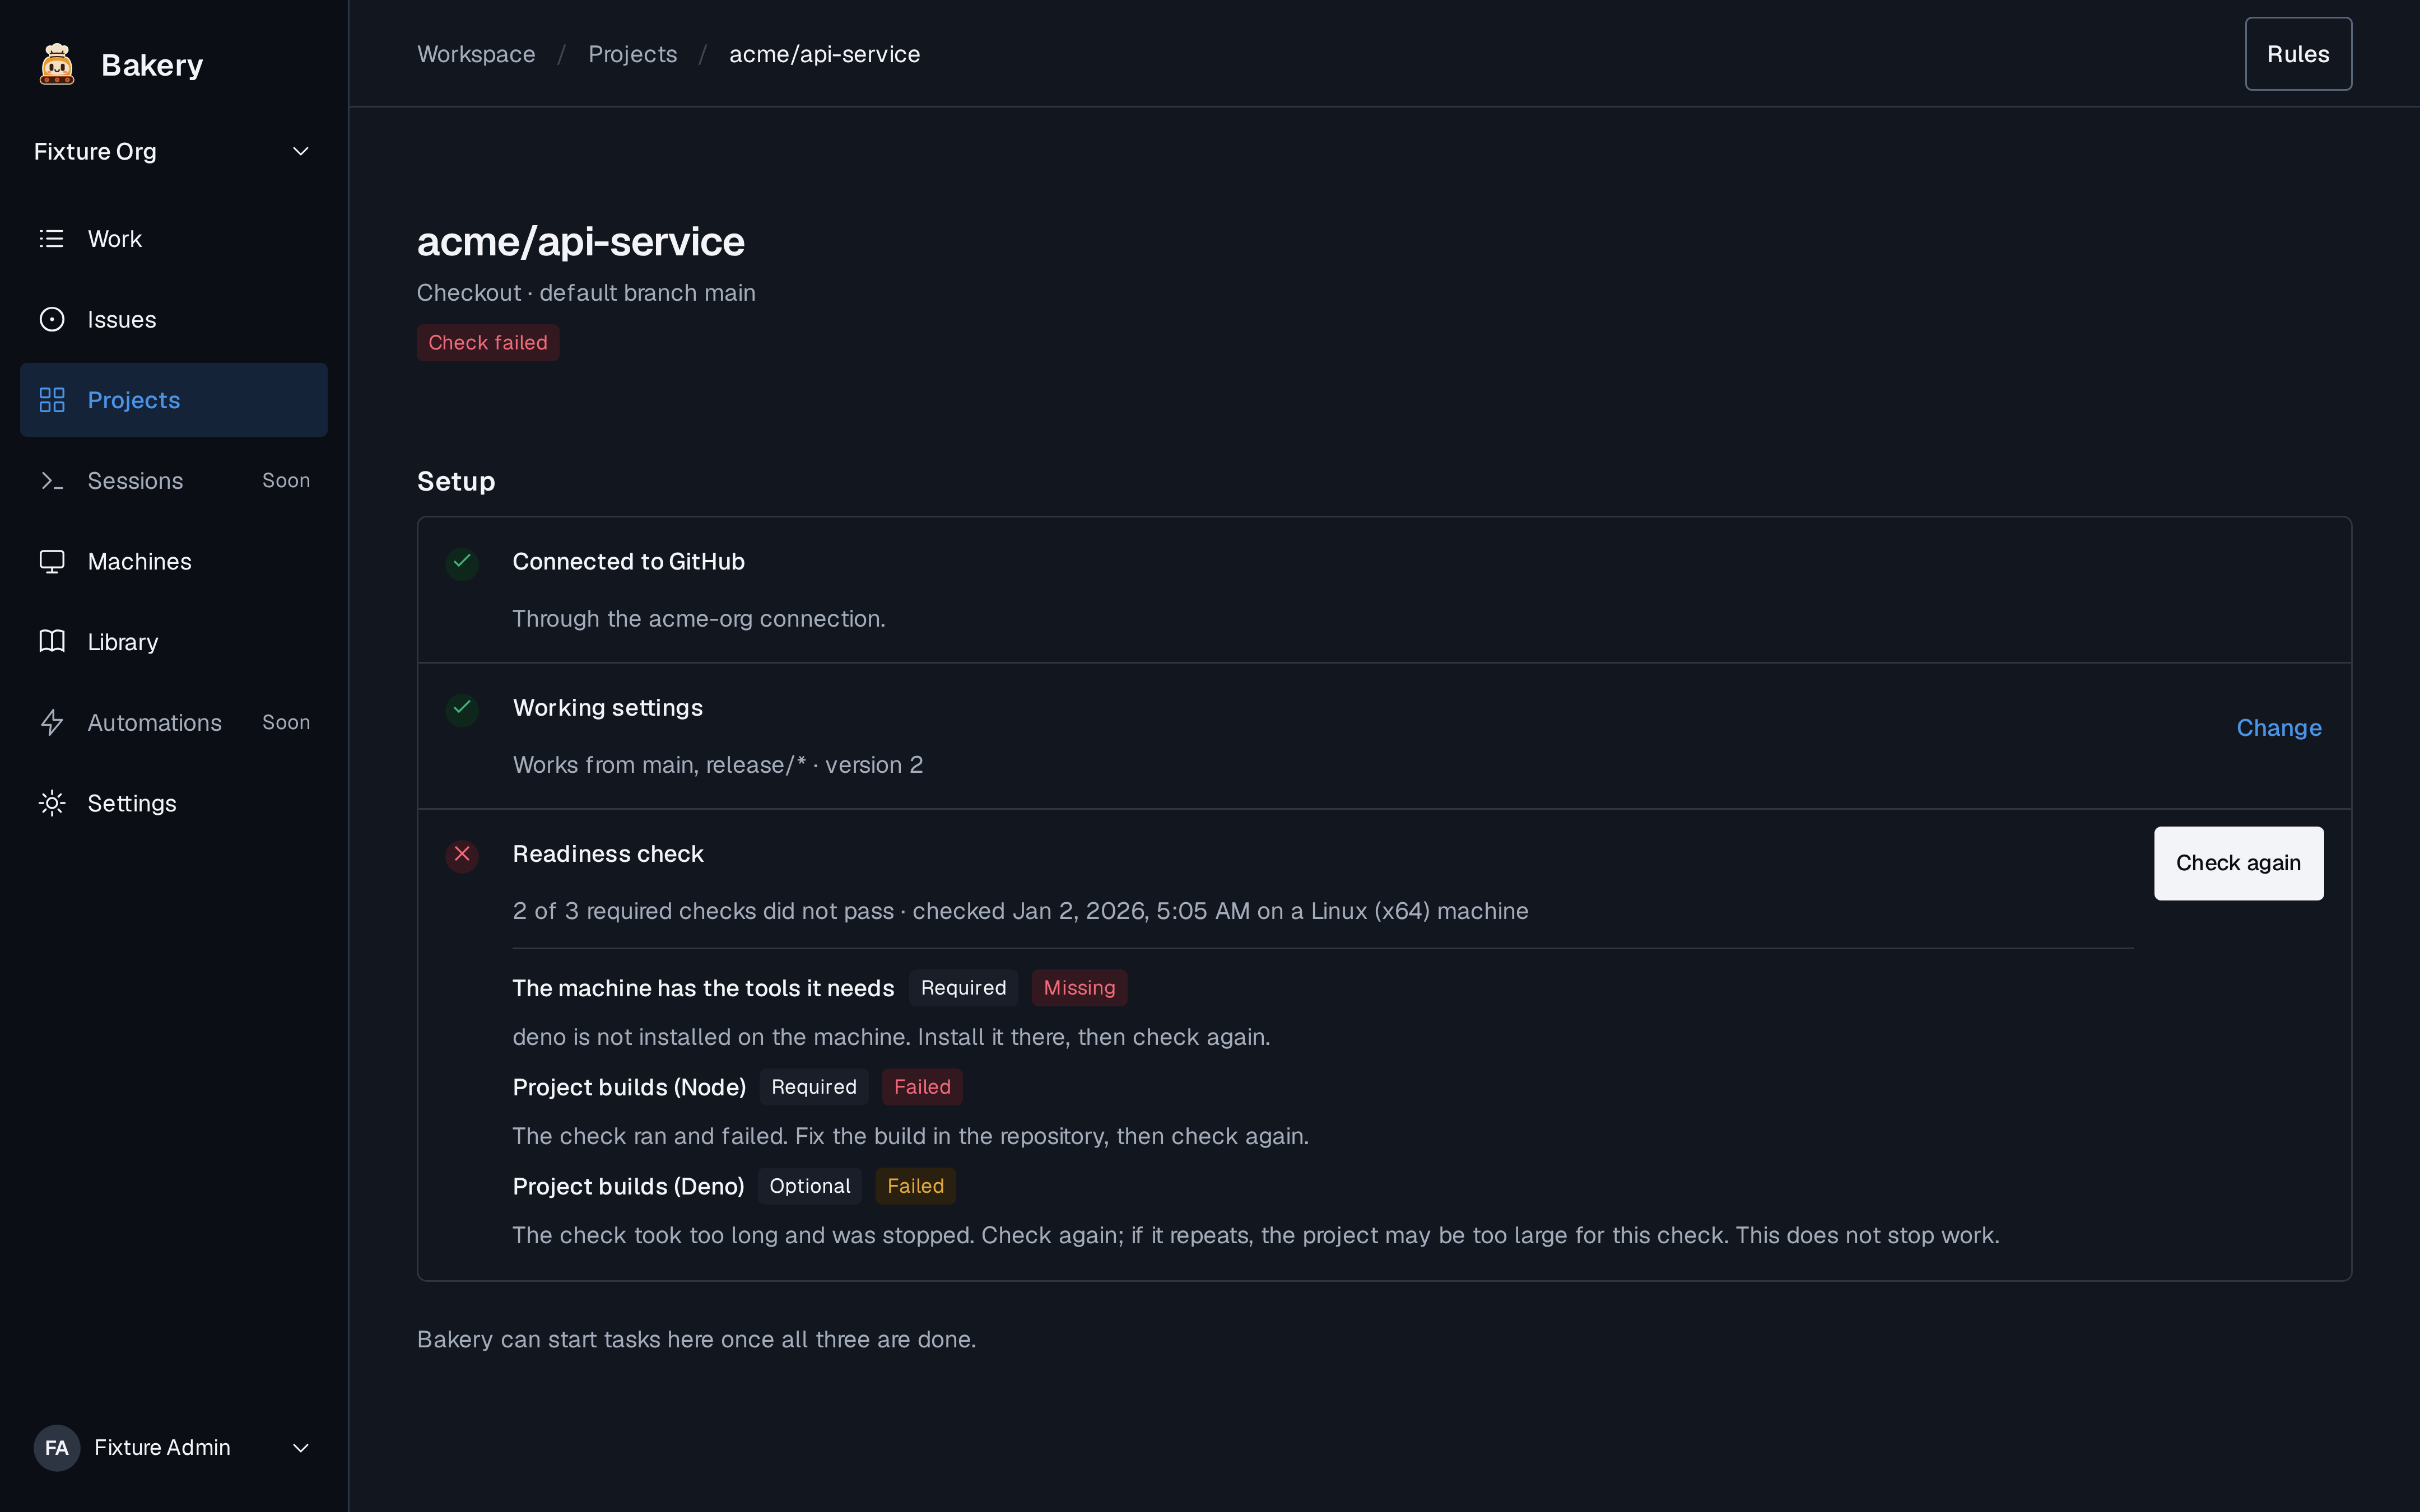 Bakery
Fixture Org
Work
Issues
Projects
Sessions Soon
Machines
Library
Automations Soon
Settings
FA Fixture Admin
Workspace / Projects / acme/api-service
Rules
acme/api-service
Checkout · default branch main
Check failed
Setup
Connected to GitHub
Through the acme-org connection.
Working settings
Works from main, release/* · version 2
Change
Readiness check
2 of 3 required checks did not pass · checked Jan 2, 2026, 5:05 AM on a Linux (x64) machine
Check again
The machine has the tools it needs Required Missing
deno is not installed on the machine. Install it there, then check again.
Project builds (Node) Required Failed
The check ran and failed. Fix the build in the repository, then check again.
Project builds (Deno) Optional Failed
The check took too long and was stopped. Check again; if it repeats, the project may be too large for this check. This does not stop work.
Bakery can start tasks here once all three are done.